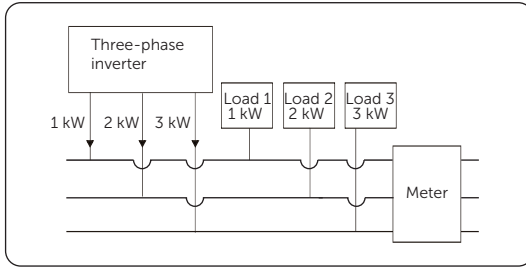 Three-phase
inverter
Load 1
1 kW
Load 2
2 kW
Load 3
3 kW
1 kW
2 kW
3 kW
Meter